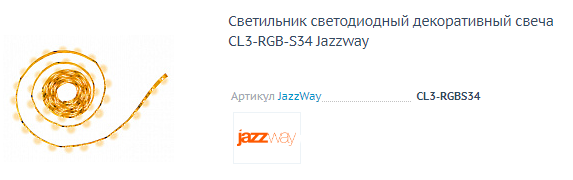 Светильник светодиодный декоративный свеча
CL3-RGB-S34 Jazzway
Артикул JazzWay CL3-RGBS34
jazzway